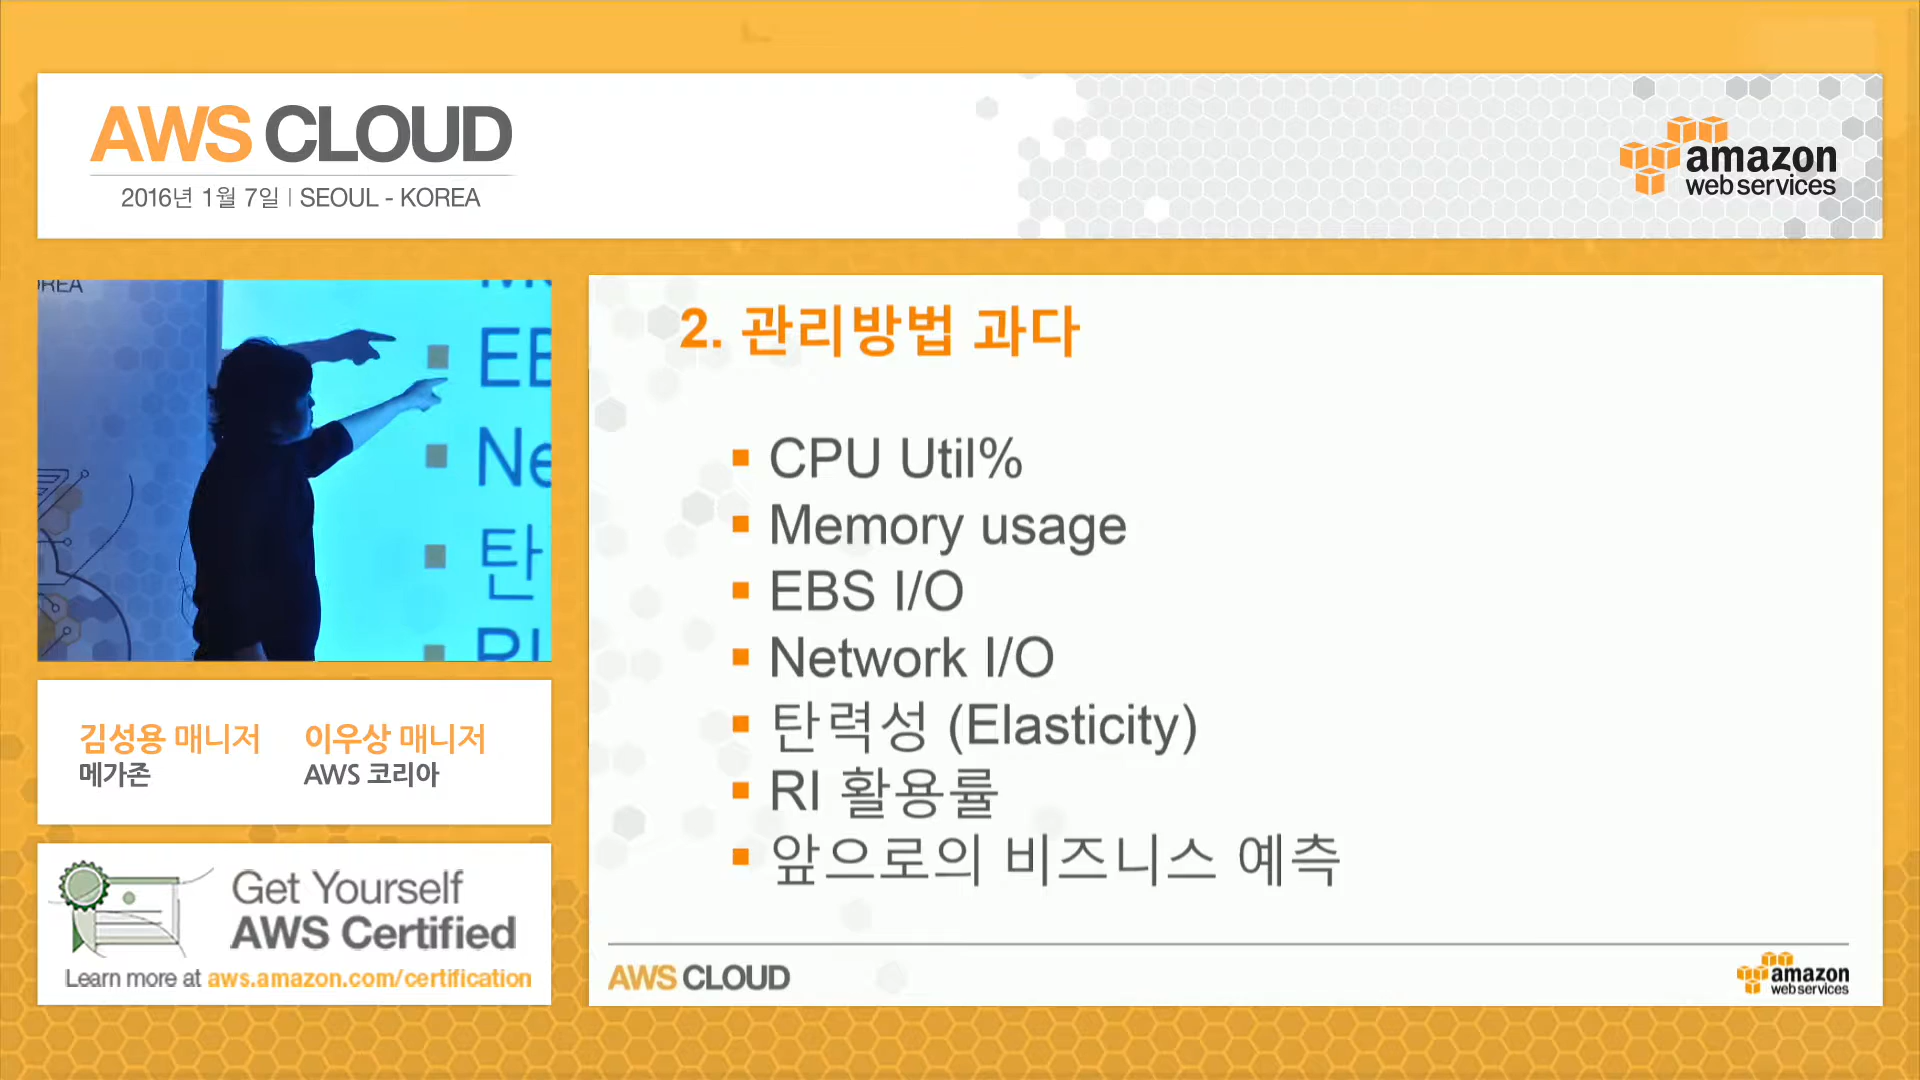 AWS CLOUD
2016년 1월 7일 | SEOUL - KOREA
amazon
web services
EB
Ne
탄
RI
김성용 매니저
메가존
이우상 매니저
AWS 코리아
Get Yourself
AWS Certified
Learn more at aws.amazon.com/certification
2. 관리방법 과다
CPU Util%
Memory usage
EBS I/O
Network I/O
탄력성 (Elasticity)
RI 활용률
앞으로의 비즈니스 예측
AWS CLOUD
amazon
web services